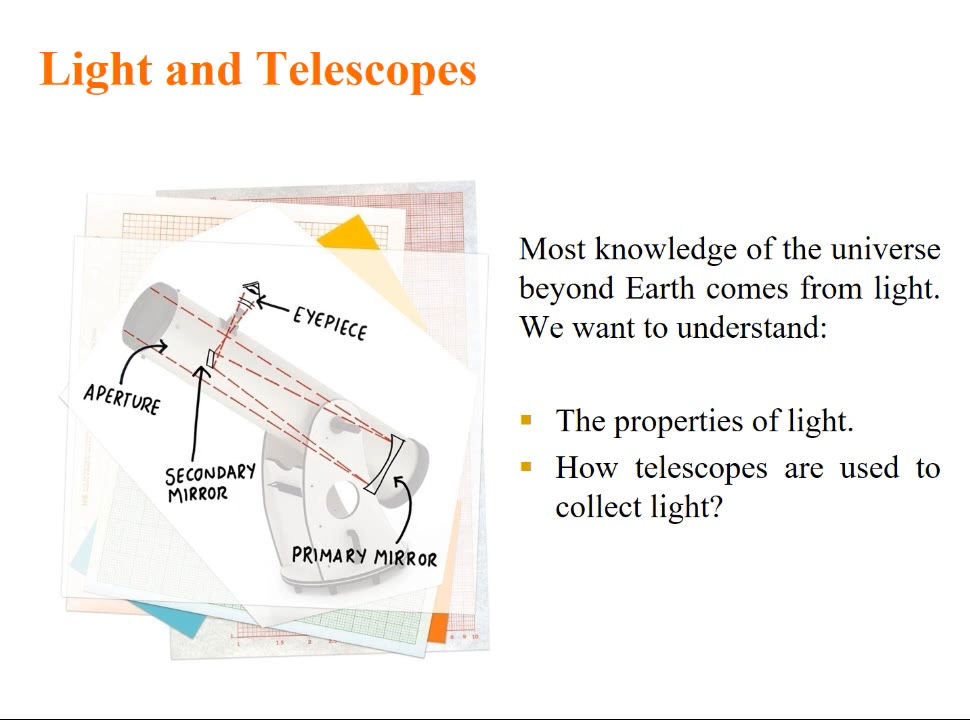 Light and Telescopes
Most knowledge of the universe
beyond Earth comes from light.
We want to understand:
▪ The properties of light.
▪ How telescopes are used to
collect light?
EYEPIECE
APERTURE
SECONDARY
MIRROR
PRIMARY MIRROR